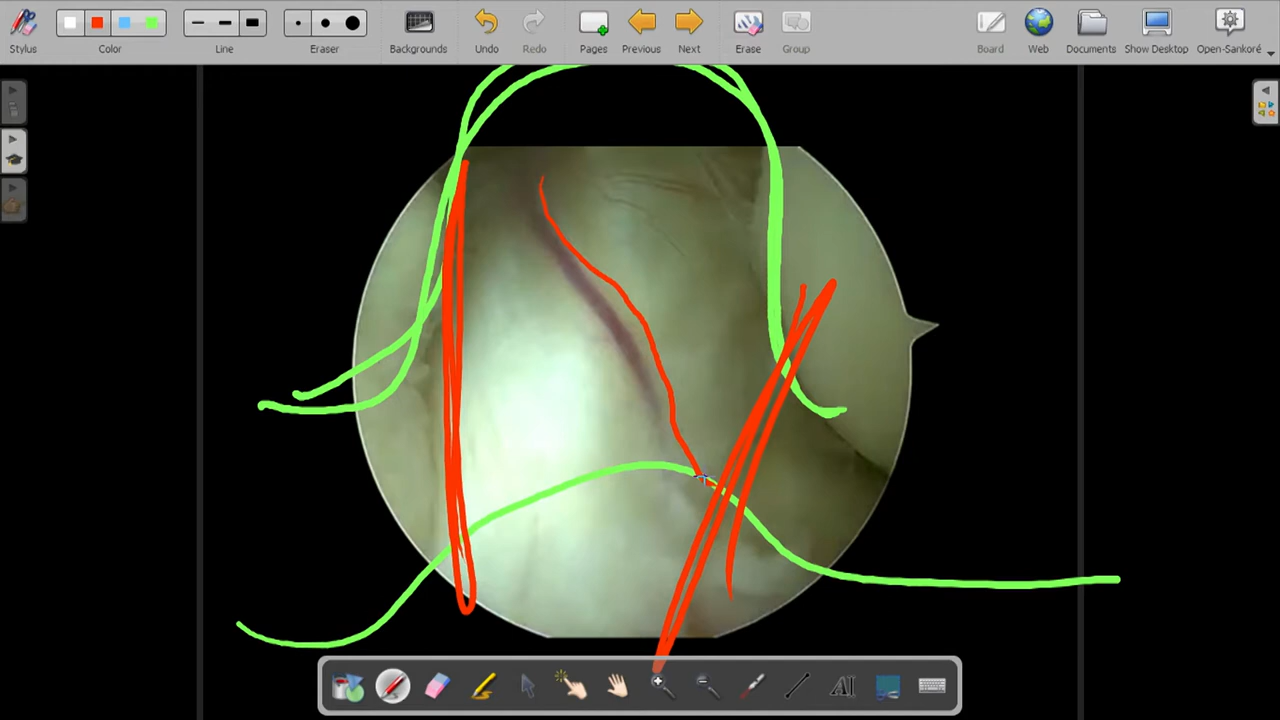 Stylus
Color
Line
Eraser
Backgrounds
Undo
Redo
Pages
Previous
Next
Erase
Group
Board
Web
Documents
Show Desktop
Open-Sankoré
AI